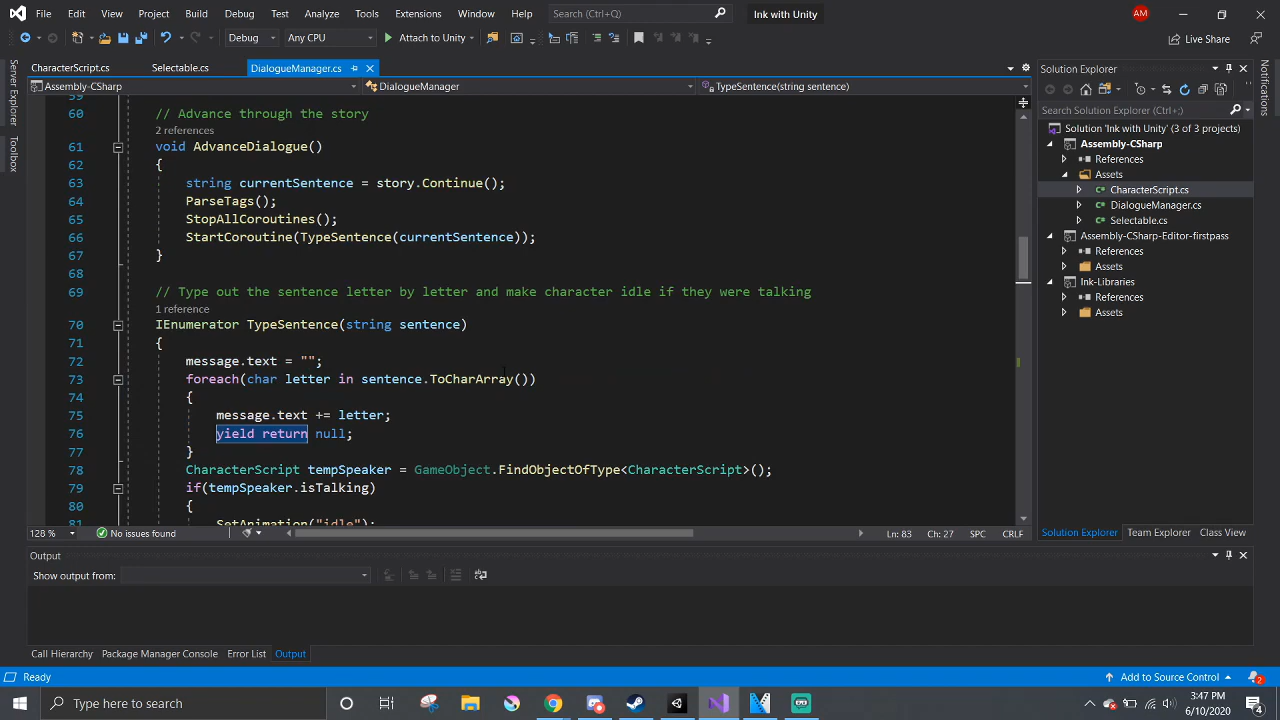 File Edit View Project Build Debug Test Analyze Tools Extensions Window Help Search (Ctrl+Q) Ink with Unity AM
Debug Any CPU Attach to Unity Live Share
CharacterScript.cs Selectable.cs DialogueManager.cs
Assembly-CSharp DialogueManager TypeSentence(string sentence)
Server Explorer
Toolbox
59
60 // Advance through the story
2 references
61 void AdvanceDialogue()
62 {
63 string currentSentence = story.Continue();
64 ParseTags();
65 StopAllCoroutines();
66 StartCoroutine(TypeSentence(currentSentence));
67 }
68
69 // Type out the sentence letter by letter and make character idle if they were talking
1 reference
70 IEnumerator TypeSentence(string sentence)
71 {
72 message.text = "";
73 foreach(char letter in sentence.ToCharArray())
74 {
75 message.text += letter;
76 yield return null;
77 }
78 CharacterScript tempSpeaker = GameObject.FindObjectOfType<CharacterScript>();
79 if(tempSpeaker.isTalking)
80 {
81 SetAnimation("idle");
128 % No issues found Ln: 83 Ch: 27 SPC CRLF
Solution Explorer
Search Solution Explorer (Ctrl+;)
Solution 'Ink with Unity' (3 of 3 projects)
Assembly-CSharp
References
Assets
CharacterScript.cs
DialogueManager.cs
Selectable.cs
Assembly-CSharp-Editor-firstpass
References
Assets
Ink-Libraries
References
Assets
Solution Explorer Team Explorer Class View
Notifications
Output
Show output from:
Call Hierarchy Package Manager Console Error List Output
Ready Add to Source Control 2
Type here to search 3:47 PM
6/10/2020 4